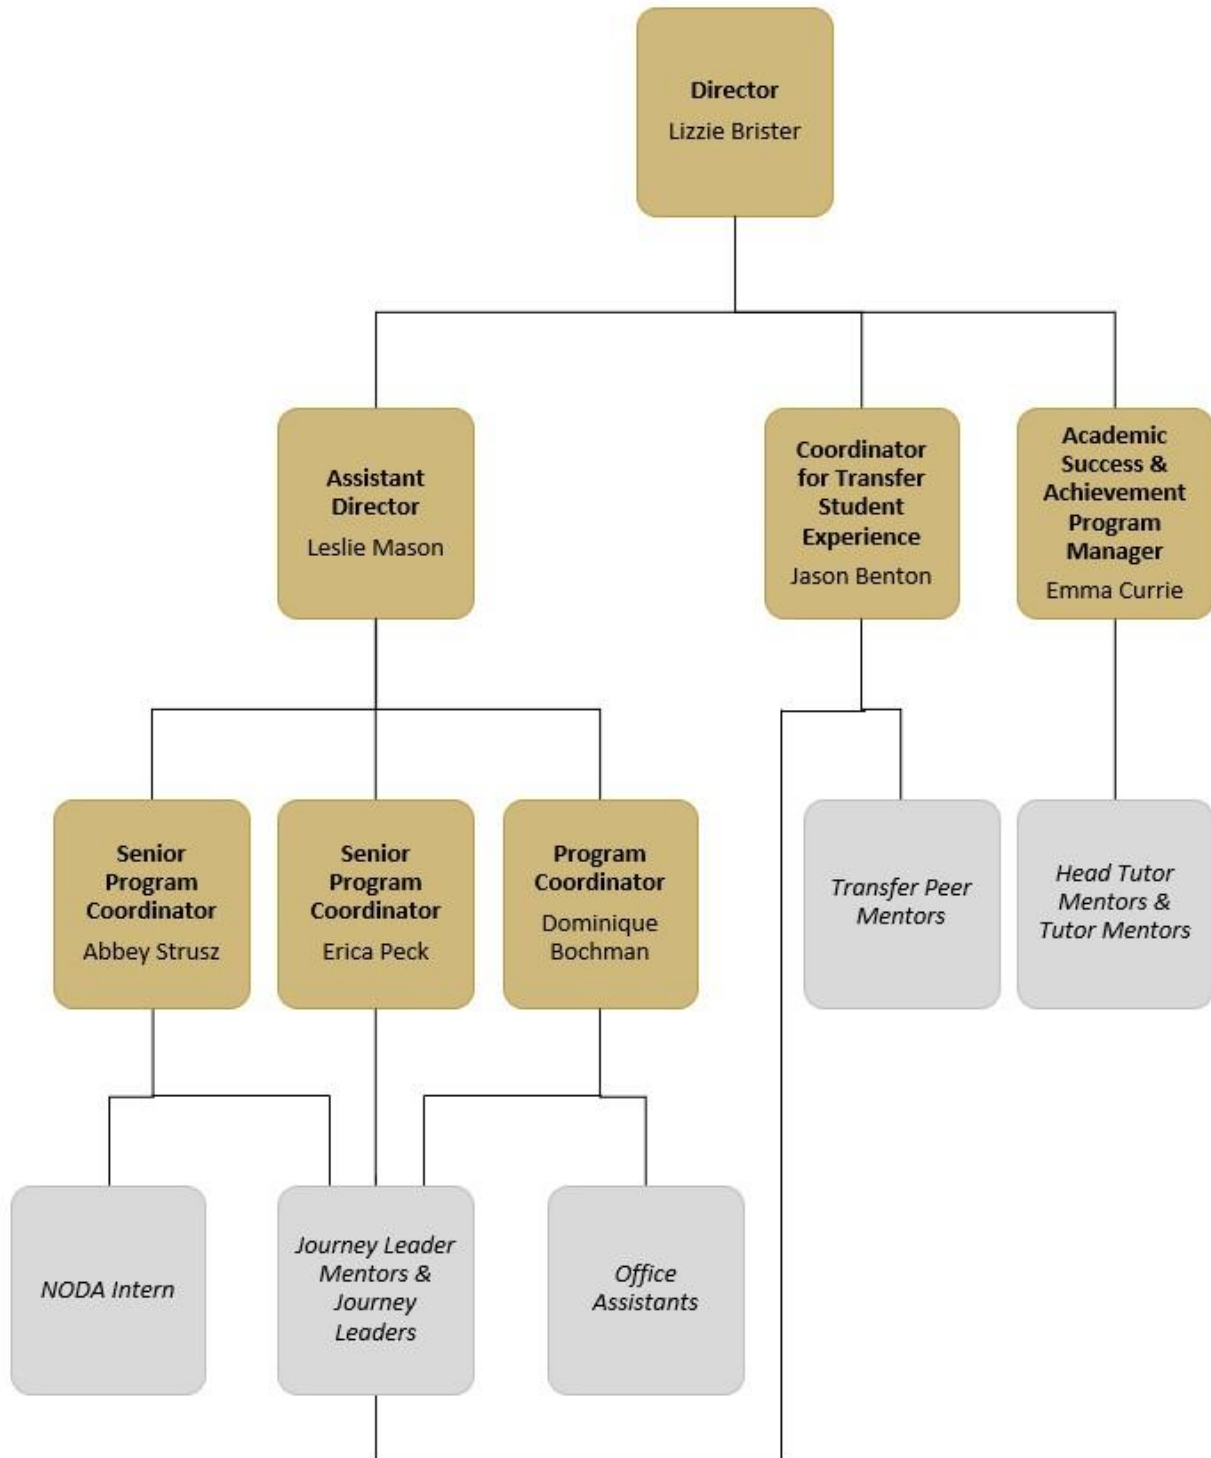 Director
Lizzie Brister
Assistant
Director
Leslie Mason
Coordinator
for Transfer
Student
Experience
Jason Benton
Academic
Success &
Achievement
Program
Manager
Emma Currie
Senior
Program
Coordinator
Abbey Strusz
Senior
Program
Coordinator
Erica Peck
Program
Coordinator
Dominique
Bochman
Transfer Peer
Mentors
Head Tutor
Mentors &
Tutor Mentors
NODA Intern
Journey Leader
Mentors &
Journey
Leaders
Office
Assistants